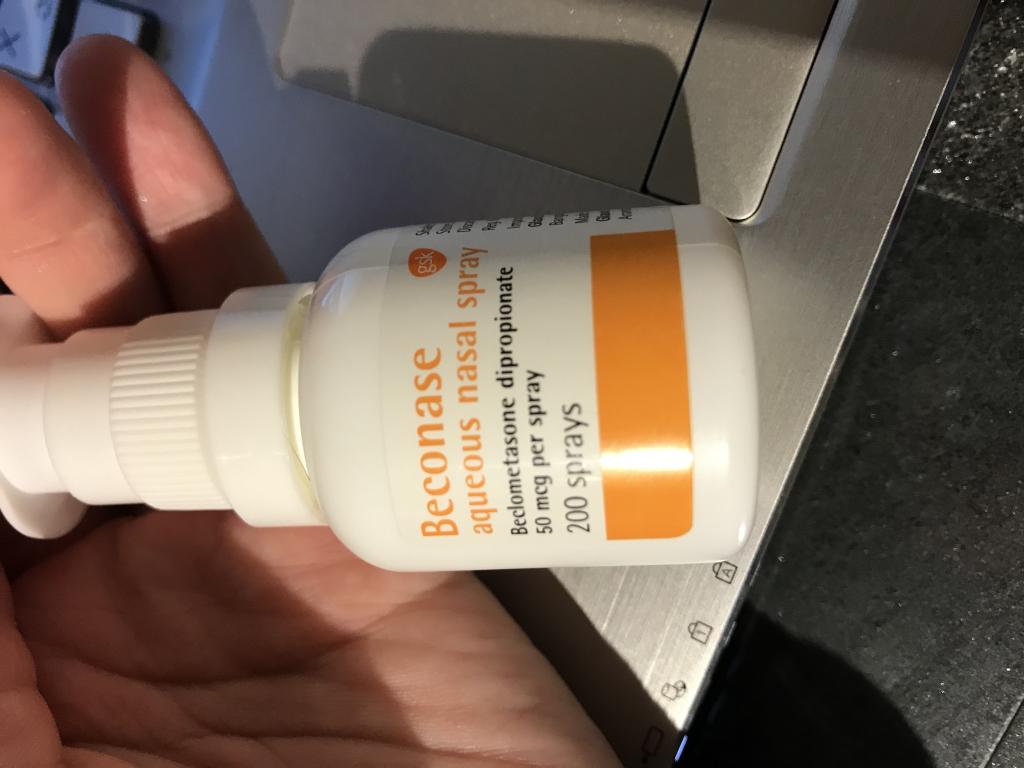 gsk
Beconase
aqueous nasal spray
Beclometasone dipropionate
50 mcg per spray
200 sprays